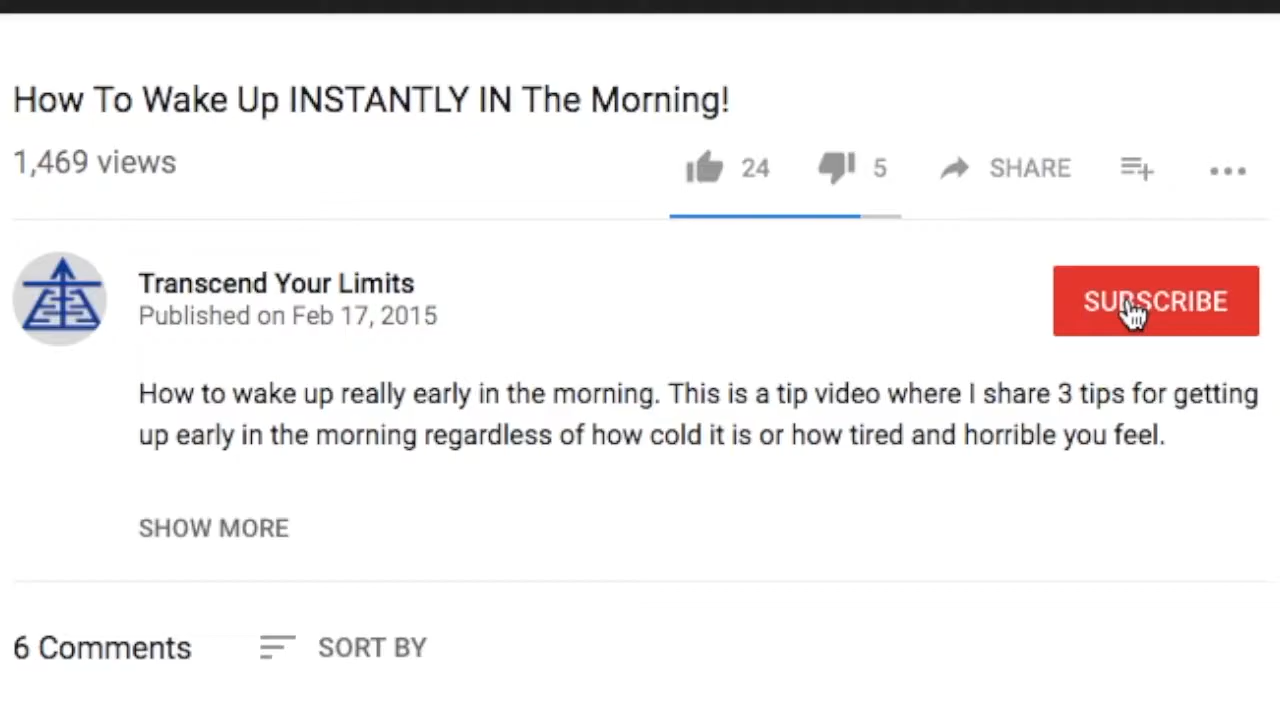 How To Wake Up INSTANTLY IN The Morning!
1,469 views
24 5 SHARE
Transcend Your Limits
Published on Feb 17, 2015
SUBSCRIBE
How to wake up really early in the morning. This is a tip video where I share 3 tips for getting
up early in the morning regardless of how cold it is or how tired and horrible you feel.
SHOW MORE
6 Comments SORT BY